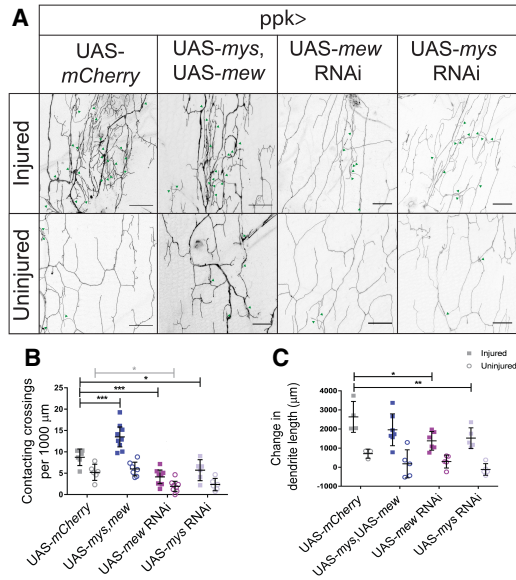 A
ppk>
UAS-
mCherry
UAS-mys,
UAS-mew
UAS-mew
RNAi
UAS-mys
RNAi
Injured
Uninjured
B
Contacting crossings
per 1000 μm
25
20
15
10
5
0
***
***
*
*
UAS-mCherry
UAS-mys,mew
UAS-mew RNAi
UAS-mys RNAi
C
Injured
Uninjured
Change in
dendrite length (μm)
4000
3000
2000
1000
0
-1000
*
**
UAS-mCherry
UAS-mys, UAS-mew
UAS-mew RNAi
UAS-mys RNAi